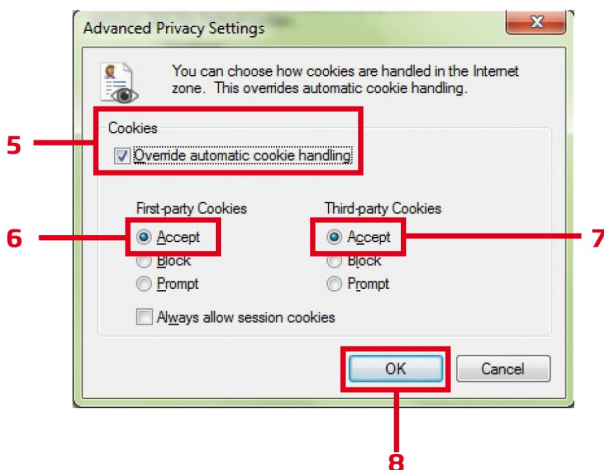 Advanced Privacy Settings
You can choose how cookies are handled in the Internet
zone. This overrides automatic cookie handling.
Cookies
5
Override automatic cookie handling
First-party Cookies
Third-party Cookies
6
Accept
Accept
7
Block
Block
Prompt
Prompt
Always allow session cookies
OK
Cancel
8